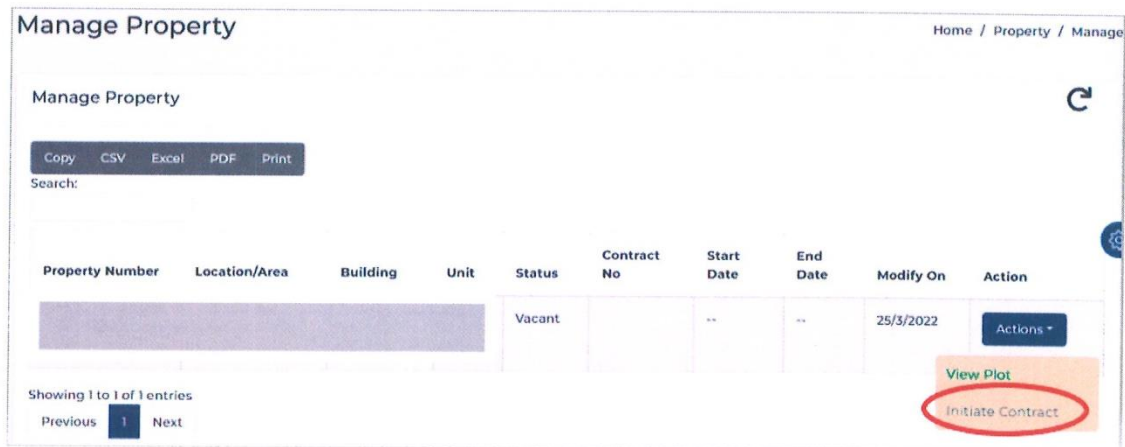 Manage Property
Home / Property / Manage
Manage Property
Copy CSV Excel PDF Print
Search:
Property Number Location/Area Building Unit Status Contract No Start Date End Date Modify On Action
Vacant -- -- 25/3/2022 Actions
View Plot
Initiate Contract
Showing 1 to 1 of 1 entries
Previous 1 Next